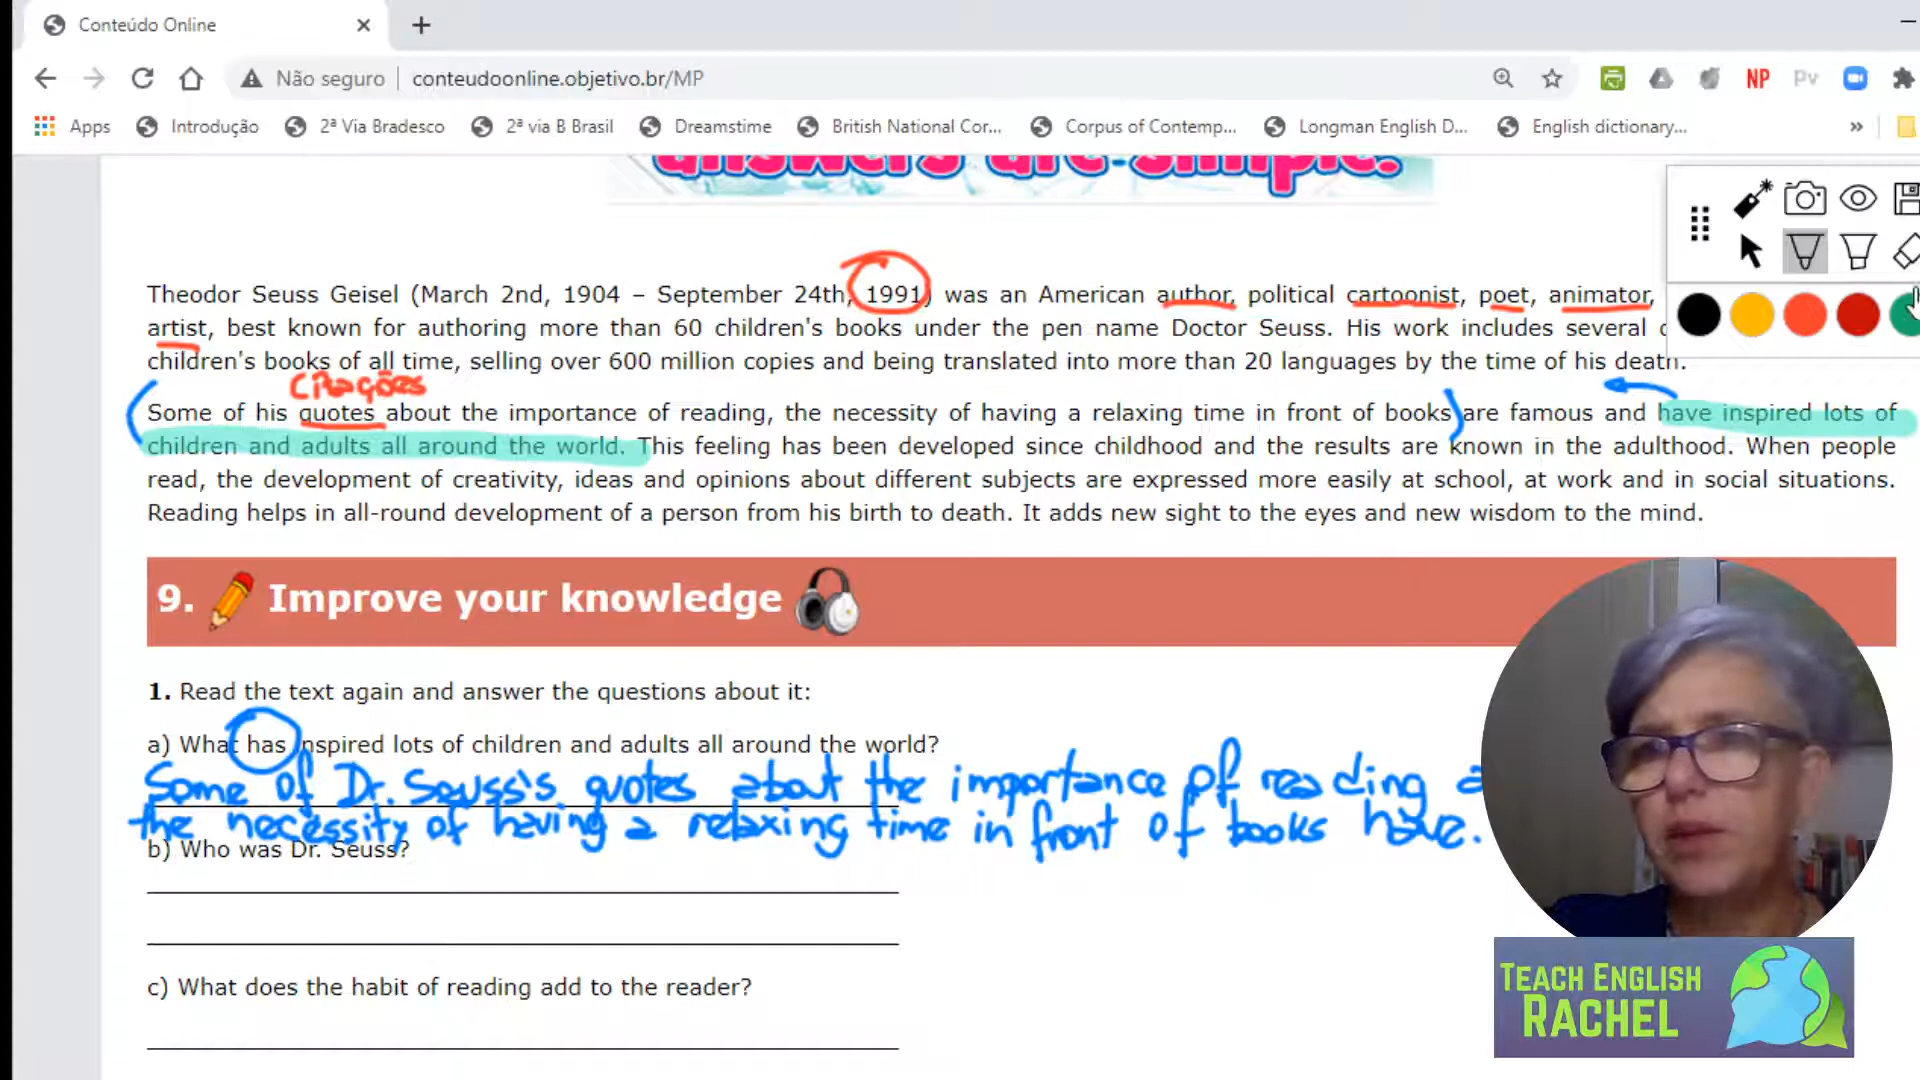 Conteúdo Online
Não seguro conteudoonline.objetivo.br/MP NP Pv
Apps Introdução 2ª Via Bradesco 2ª via B Brasil Dreamstime British National Cor... Corpus of Contemp... Longman English D... English dictionary... »
answers are simple.
Theodor Seuss Geisel (March 2nd, 1904 – September 24th, 1991) was an American author, political cartoonist, poet, animator,
artist, best known for authoring more than 60 children's books under the pen name Doctor Seuss. His work includes several
children's books of all time, selling over 600 million copies and being translated into more than 20 languages by the time of his death.
citações
Some of his quotes about the importance of reading, the necessity of having a relaxing time in front of books are famous and have inspired lots of
children and adults all around the world. This feeling has been developed since childhood and the results are known in the adulthood. When people
read, the development of creativity, ideas and opinions about different subjects are expressed more easily at school, at work and in social situations.
Reading helps in all-round development of a person from his birth to death. It adds new sight to the eyes and new wisdom to the mind.
9. Improve your knowledge
1. Read the text again and answer the questions about it:
a) What has inspired lots of children and adults all around the world?
Some of Dr. Seuss's quotes about the importance of reading a
the necessity of having a relaxing time in front of books have.
b) Who was Dr. Seuss?
c) What does the habit of reading add to the reader?
TEACH ENGLISH
RACHEL